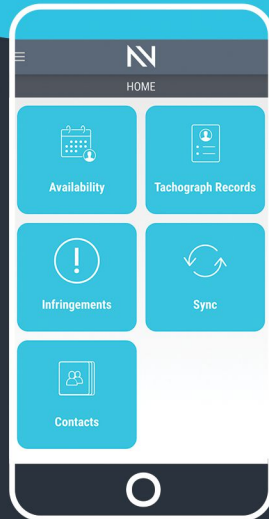 HOME
Availability
Tachograph Records
Infringements
Sync
Contacts